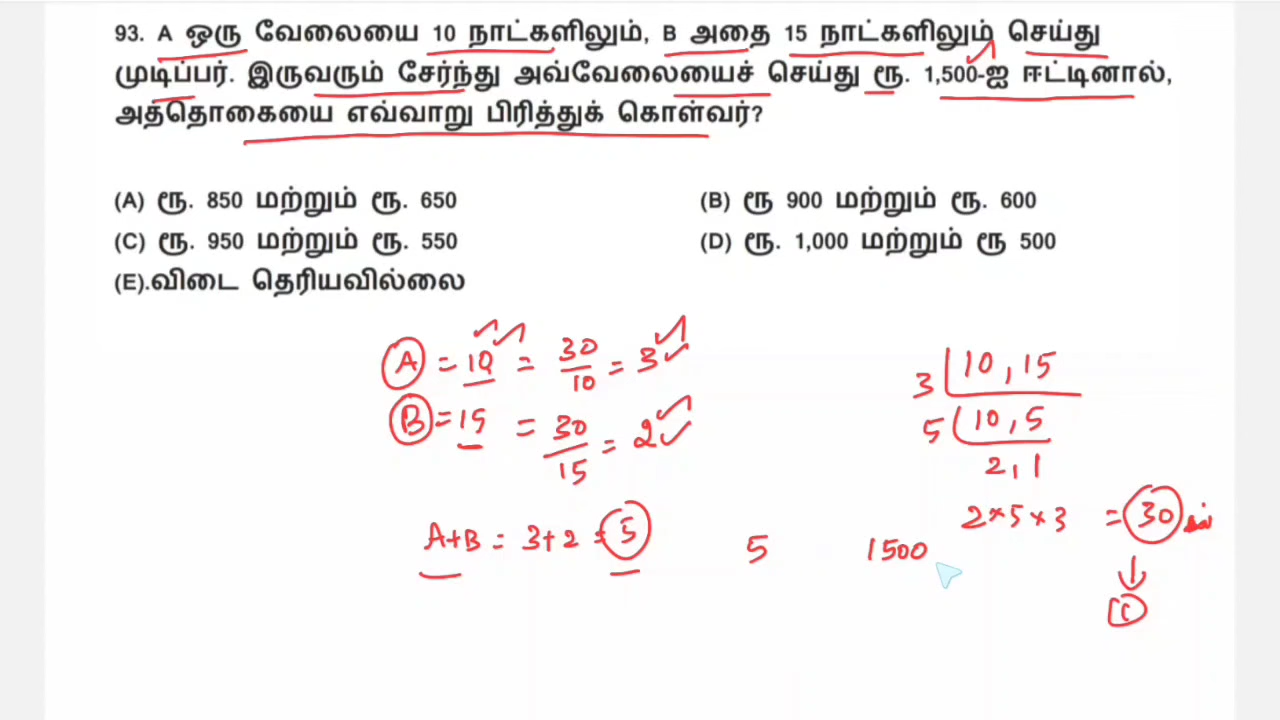 93. A ஒரு வேலையை 10 நாட்களிலும், B அதை 15 நாட்களிலும் செய்து
முடிப்பர். இருவரும் சேர்ந்து அவ்வேலையைச் செய்து ரூ. 1,500-ஐ ஈட்டினால்,
அத்தொகையை எவ்வாறு பிரித்துக் கொள்வர்?
(A) ரூ. 850 மற்றும் ரூ. 650
(B) ரூ 900 மற்றும் ரூ. 600
(C) ரூ. 950 மற்றும் ரூ. 550
(D) ரூ. 1,000 மற்றும் ரூ 500
(E).விடை தெரியவில்லை
A = 10 = 30/10 = 3
B = 15 = 30/15 = 2
A+B = 3+2 = 5
5 1500
3 10, 15
5 10, 5
2, 1
2 × 5 × 3 = 30